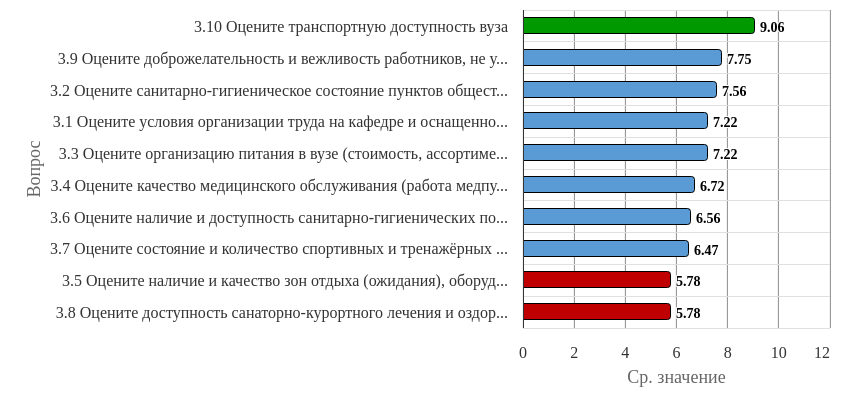 3.10 Оцените транспортную доступность вуза 9.06
3.9 Оцените доброжелательность и вежливость работников, не у... 7.75
3.2 Оцените санитарно-гигиеническое состояние пунктов общест... 7.56
3.1 Оцените условия организации труда на кафедре и оснащенно... 7.22
3.3 Оцените организацию питания в вузе (стоимость, ассортиме... 7.22
3.4 Оцените качество медицинского обслуживания (работа медпу... 6.72
3.6 Оцените наличие и доступность санитарно-гигиенических по... 6.56
3.7 Оцените состояние и количество спортивных и тренажёрных ... 6.47
3.5 Оцените наличие и качество зон отдыха (ожидания), оборуд... 5.78
3.8 Оцените доступность санаторно-курортного лечения и оздор... 5.78
Вопрос
0 2 4 6 8 10 12
Ср. значение